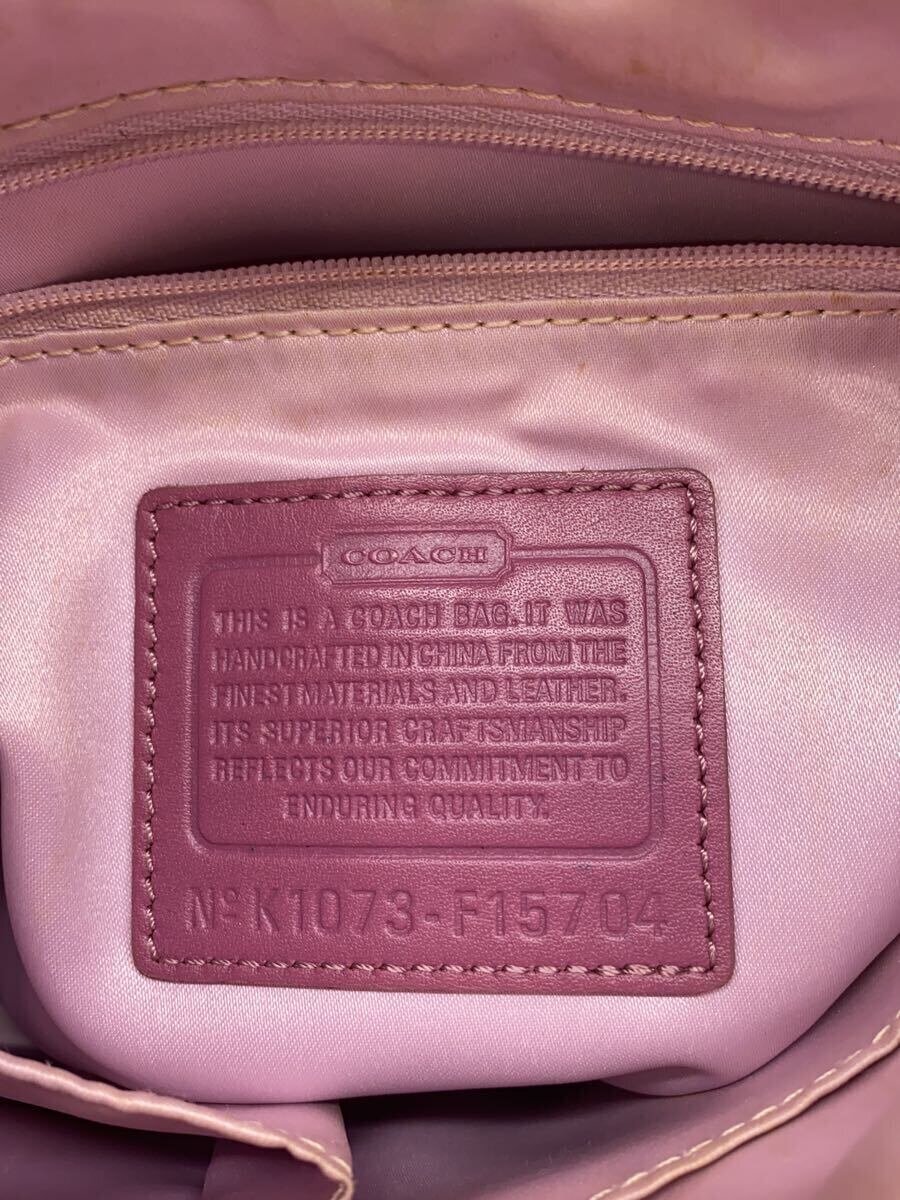 COACH
THIS IS A COACH BAG. IT WAS
HANDCRAFTED IN CHINA FROM THE
FINEST MATERIALS AND LEATHER.
ITS SUPERIOR CRAFTSMANSHIP
REFLECTS OUR COMMITMENT TO
ENDURING QUALITY.
Nº K1073-F15704